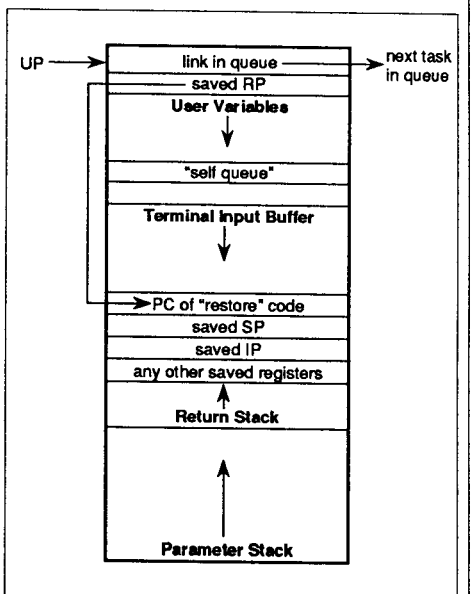 UP
link in queue
next task
in queue
saved RP
User Variables
"self queue"
Terminal Input Buffer
PC of "restore" code
saved SP
saved IP
any other saved registers
Return Stack
Parameter Stack